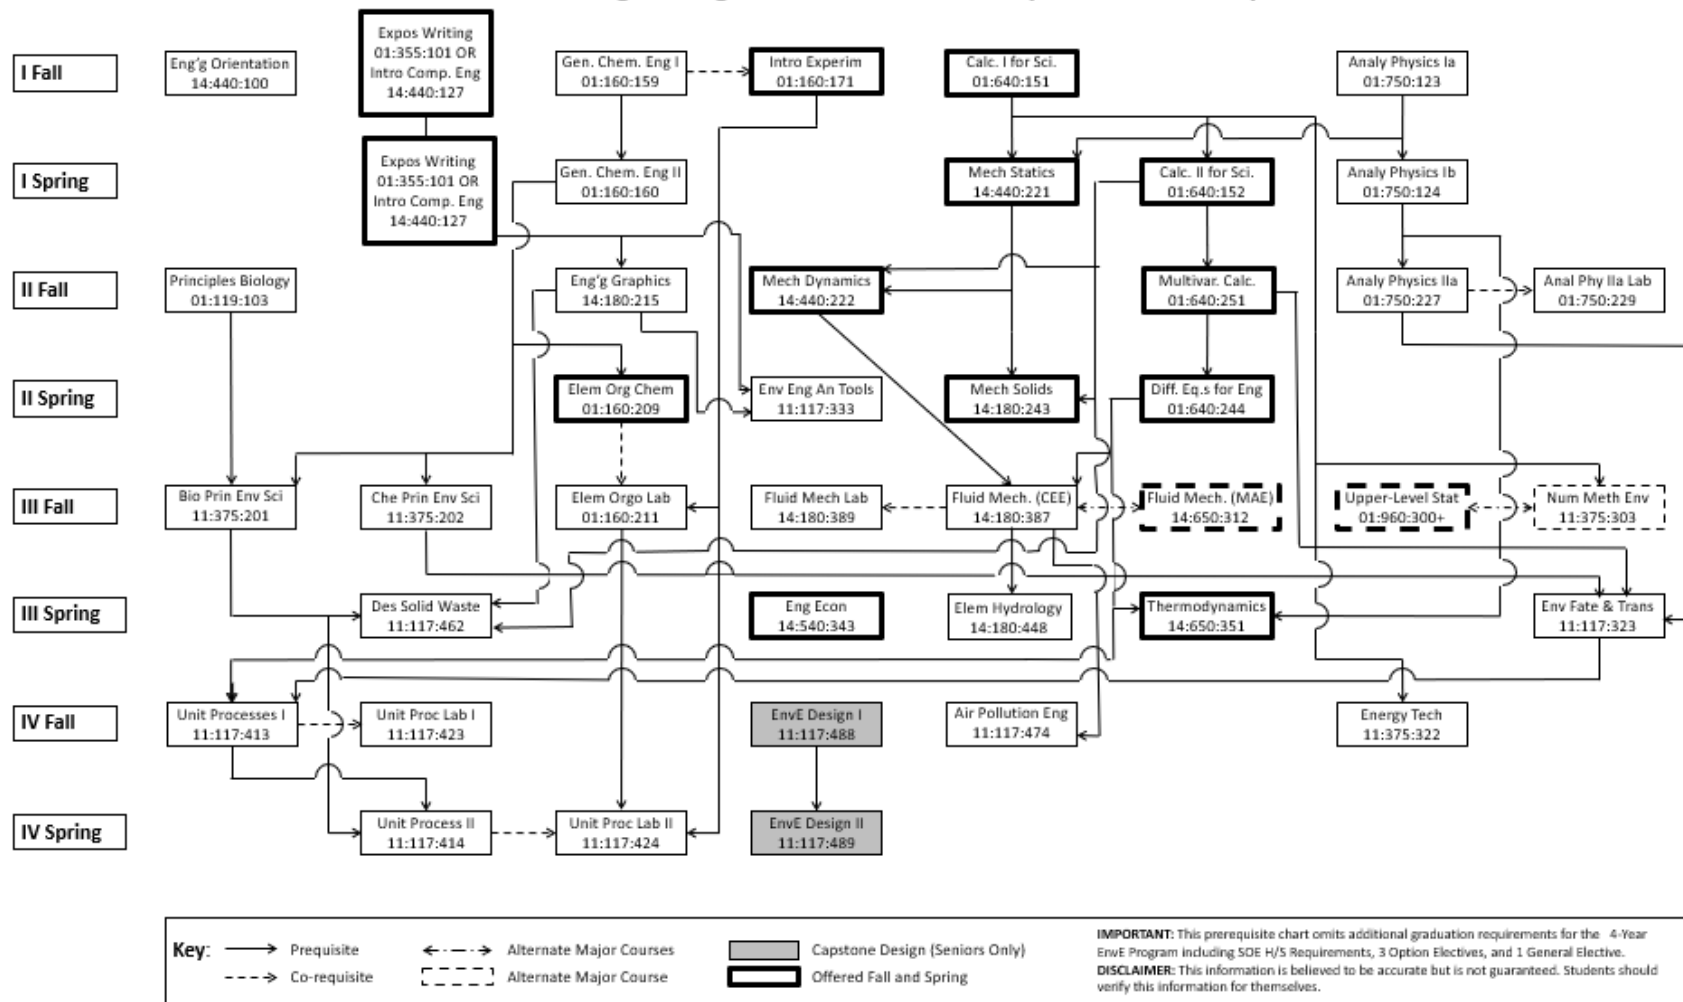 I Fall
Eng'g Orientation
14:440:100
Expos Writing
01:355:101 OR
Intro Comp. Eng
14:440:127
Gen. Chem. Eng I
01:160:159
Intro Experim
01:160:171
Calc. I for Sci.
01:640:151
Analy Physics Ia
01:750:123
I Spring
Expos Writing
01:355:101 OR
Intro Comp. Eng
14:440:127
Gen. Chem. Eng II
01:160:160
Mech Statics
14:440:221
Calc. II for Sci.
01:640:152
Analy Physics Ib
01:750:124
II Fall
Principles Biology
01:119:103
Eng'g Graphics
14:180:215
Mech Dynamics
14:440:222
Multivar. Calc.
01:640:251
Analy Physics IIa
01:750:227
Anal Phy IIa Lab
01:750:229
II Spring
Elem Org Chem
01:160:209
Env Eng An Tools
11:117:333
Mech Solids
14:180:243
Diff. Eq.s for Eng
01:640:244
III Fall
Bio Prin Env Sci
11:375:201
Che Prin Env Sci
11:375:202
Elem Orgo Lab
01:160:211
Fluid Mech Lab
14:180:389
Fluid Mech. (CEE)
14:180:387
Fluid Mech. (MAE)
14:650:312
Upper-Level Stat
01:960:300+
Num Meth Env
11:375:303
III Spring
Des Solid Waste
11:117:462
Eng Econ
14:540:343
Elem Hydrology
14:180:448
Thermodynamics
14:650:351
Env Fate & Trans
11:117:323
IV Fall
Unit Processes I
11:117:413
Unit Proc Lab I
11:117:423
EnvE Design I
11:117:488
Air Pollution Eng
11:117:474
Energy Tech
11:375:322
IV Spring
Unit Process II
11:117:414
Unit Proc Lab II
11:117:424
EnvE Design II
11:117:489
Key:
Prequisite
Co-requisite
Alternate Major Courses
Alternate Major Course
Capstone Design (Seniors Only)
Offered Fall and Spring
IMPORTANT: This prerequisite chart omits additional graduation requirements for the 4-Year
EnvE Program including SOE H/S Requirements, 3 Option Electives, and 1 General Elective.
DISCLAIMER: This information is believed to be accurate but is not guaranteed. Students should
verify this information for themselves.